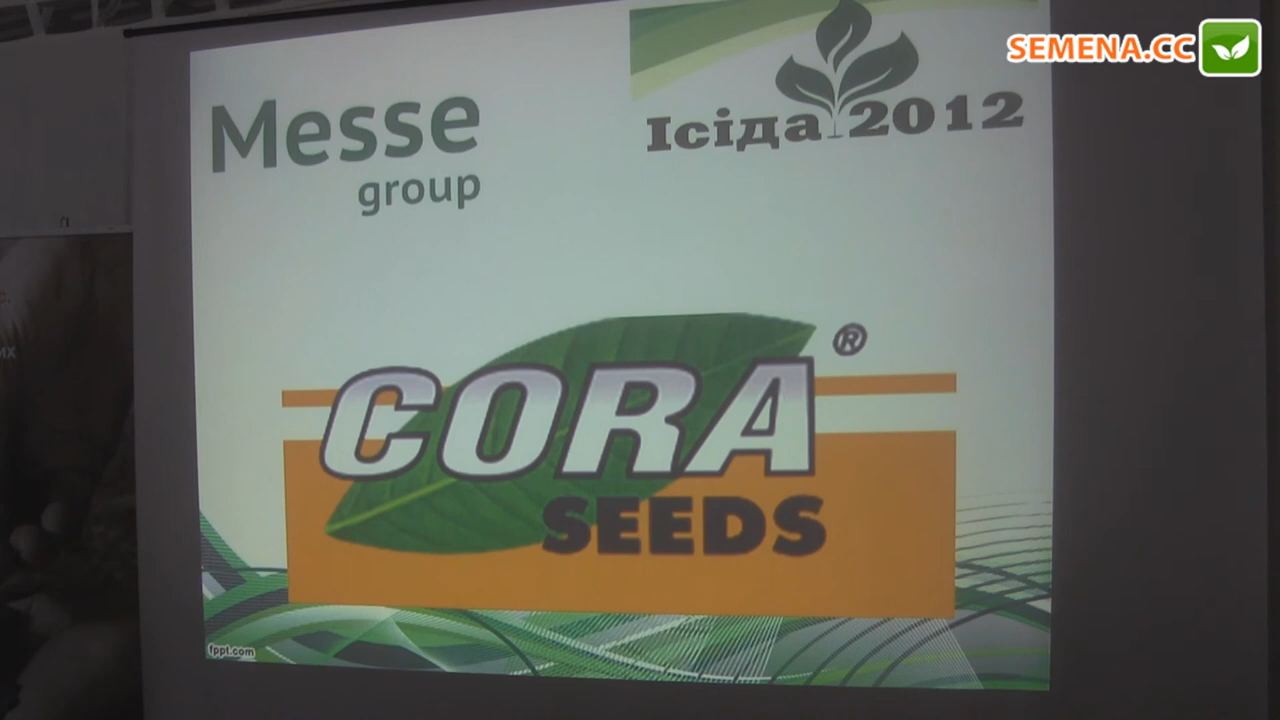 SEMENA.CC
Messe
group
Ісіда 2012
CORA ®
SEEDS
fppt.com